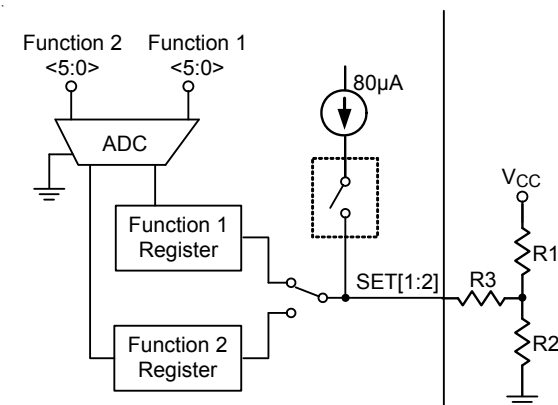 Function 2
<5:0>
Function 1
<5:0>
80µA
ADC
VCC
Function 1
Register
R1
SET[1:2]
R3
R2
Function 2
Register